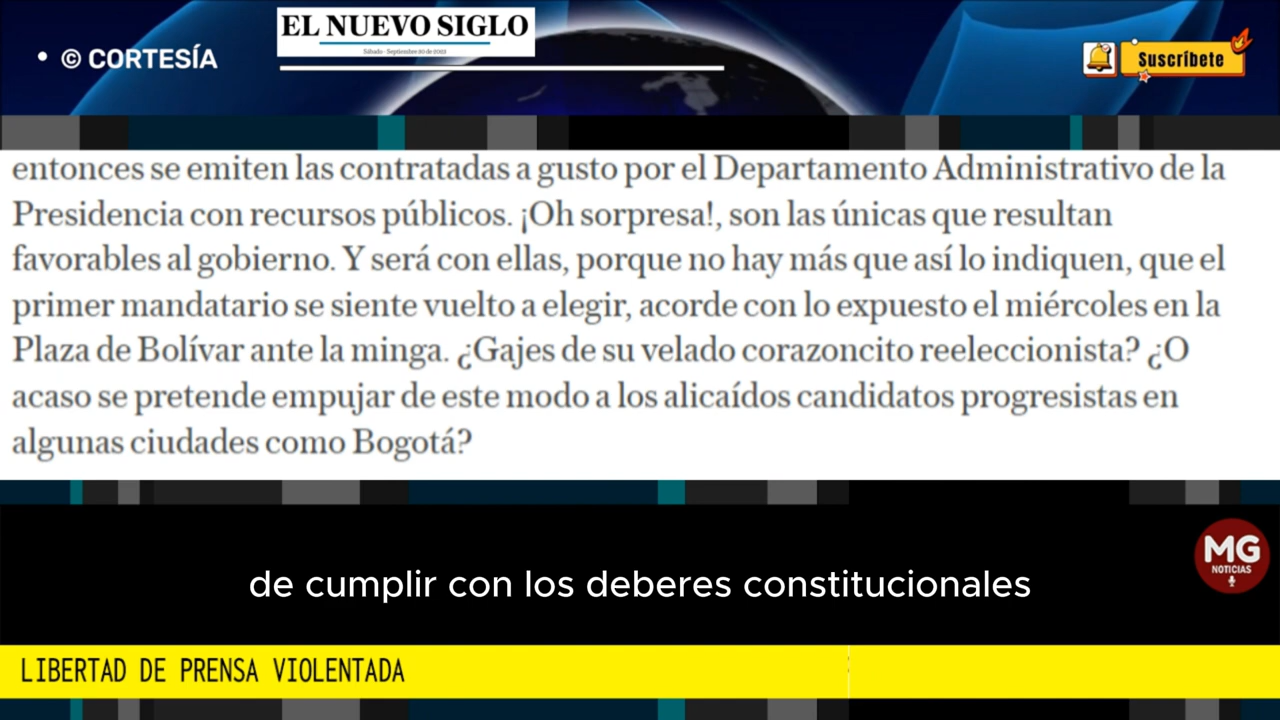 • © CORTESÍA
EL NUEVO SIGLO
Sábado - Septiembre 30 de 2023
Suscríbete
entonces se emiten las contratadas a gusto por el Departamento Administrativo de la
Presidencia con recursos públicos. ¡Oh sorpresa!, son las únicas que resultan
favorables al gobierno. Y será con ellas, porque no hay más que así lo indiquen, que el
primer mandatario se siente vuelto a elegir, acorde con lo expuesto el miércoles en la
Plaza de Bolívar ante la minga. ¿Gajes de su velado corazoncito reeleccionista? ¿O
acaso se pretende empujar de este modo a los alicaídos candidatos progresistas en
algunas ciudades como Bogotá?
MG
NOTICIAS
de cumplir con los deberes constitucionales
LIBERTAD DE PRENSA VIOLENTADA